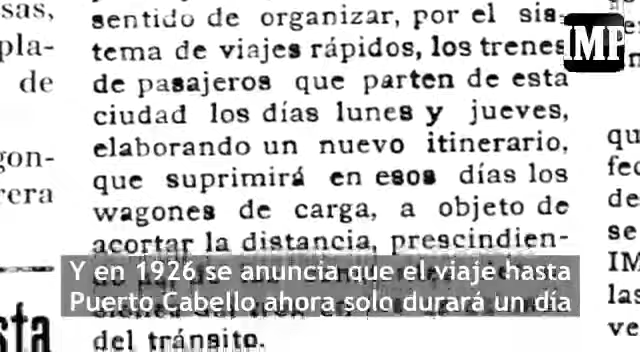 sas,
pla-
de
gon-
rera
sta
sentido de organizar, por el sis-
tema de viajes rápidos, los trenes
de pasajeros que parten de esta
ciudad los días lunes y jueves,
elaborando un nuevo itinerario,
que suprimirá en esos días los
wagones de carga, a objeto de
acortar la distancia, prescindien-
del tránsito.
IMP
qu
fec
de
se
IM
las
Y en 1926 se anuncia que el viaje hasta
Puerto Cabello ahora solo durará un día